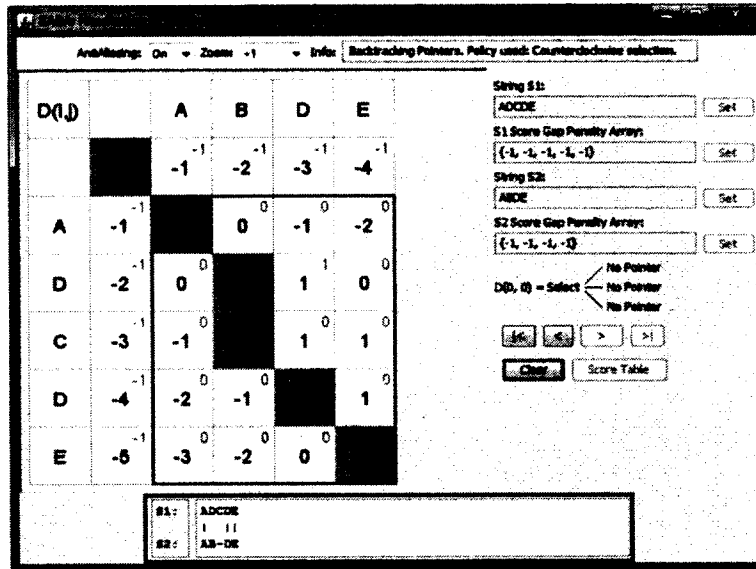 AntiAliasing: On Zoom: -1 Info: Backtracking Pointers. Policy used: Counterclockwise selection.
D(i,j) A B D E
-1 -1 -2 -1 -3 -1 -4 -1
A -1 -1 0 0 -1 0 -2 0
D -2 -1 0 0 1 1 0 0
C -3 -1 -1 0 1 0 1 0
D -4 -1 -2 0 -1 0 1 0
E -5 -1 -3 0 -2 0 0 0
String S1:
ADCDE Set
S1 Score Gap Penalty Array:
{-1, -1, -1, -1, -1} Set
String S2:
ABDE Set
S2 Score Gap Penalty Array:
{-1, -1, -1, -1} Set
No Pointer
D(0, 0) = Select No Pointer
No Pointer
|< < > >|
Clear Score Table
S1: ADCDE
| ||
S2: AB-DE